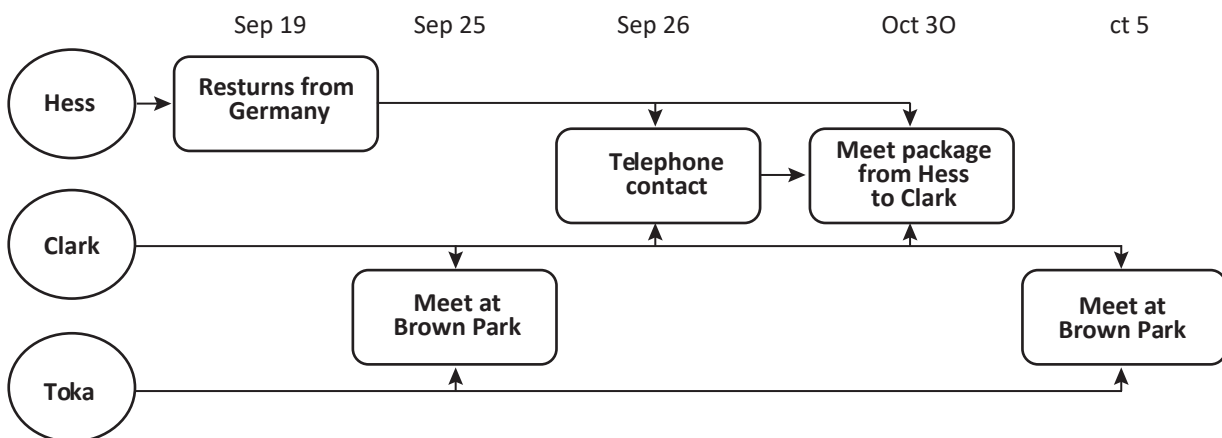 Sep 19 Sep 25 Sep 26 Oct 3O ct 5
Hess
Resturns from
Germany
Telephone
contact
Meet package
from Hess
to Clark
Clark
Meet at
Brown Park
Meet at
Brown Park
Toka